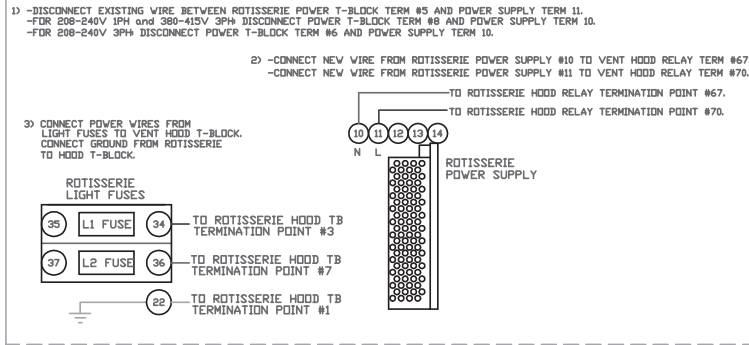 1) -DISCONNECT EXISTING WIRE BETWEEN ROTISSERIE POWER T-BLOCK TERM #5 AND POWER SUPPLY TERM 11.
-FOR 208-240V 1PH and 380-415V 3PH: DISCONNECT POWER T-BLOCK TERM #8 AND POWER SUPPLY TERM 10.
-FOR 208-240V 3PH: DISCONNECT POWER T-BLOCK TERM #6 AND POWER TERM 10.
2) -CONNECT NEW WIRE FROM ROTISSERIE POWER SUPPLY #10 TO VENT HOOD RELAY TERM #67.
-CONNECT NEW WIRE FROM ROTISSERIE POWER SUPPLY #11 TO VENT HOOD RELAY TERM #70.
TO ROTISSERIE HOOD RELAY TERMINATION POINT #67.
TO ROTISSERIE HOOD RELAY TERMINATION POINT #70.
3) CONNECT POWER WIRES FROM
LIGHT FUSES TO VENT HOOD T-BLOCK.
CONNECT GROUND FROM ROTISSERIE
TO HOOD T-BLOCK.
10 11 12 13 14
N L
ROTISSERIE
POWER SUPPLY
ROTISSERIE
LIGHT FUSES
35 L1 FUSE 34 TO ROTISSERIE HOOD TB
TERMINATION POINT #3
37 L2 FUSE 36 TO ROTISSERIE HOOD TB
TERMINATION POINT #7
22 TO ROTISSERIE HOOD TB
TERMINATION POINT #1